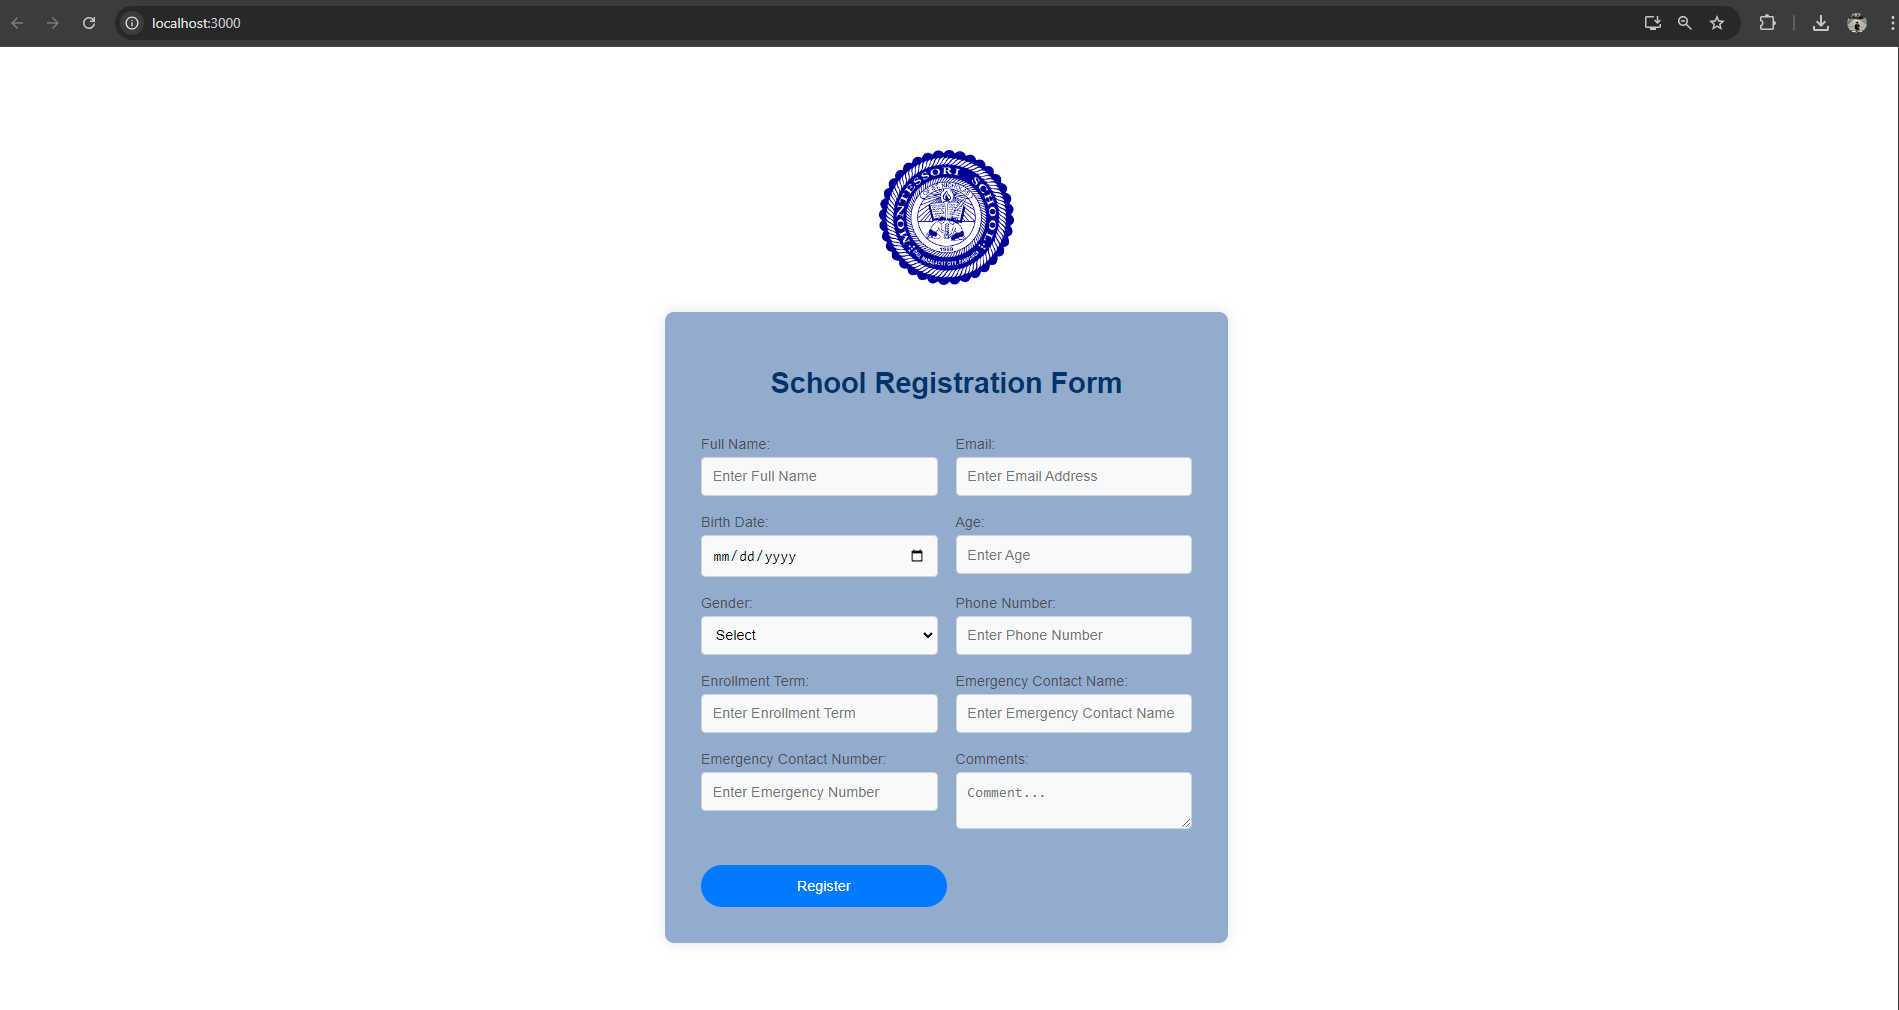 localhost:3000
MONTESSORI SCHOOL
1989
School Registration Form
Full Name:
Email:
Enter Full Name
Enter Email Address
Birth Date:
Age:
mm/dd/yyyy
Enter Age
Gender:
Phone Number:
Select
Enter Phone Number
Enrollment Term:
Emergency Contact Name:
Enter Enrollment Term
Enter Emergency Contact Name
Emergency Contact Number:
Comments:
Enter Emergency Number
Comment...
Register